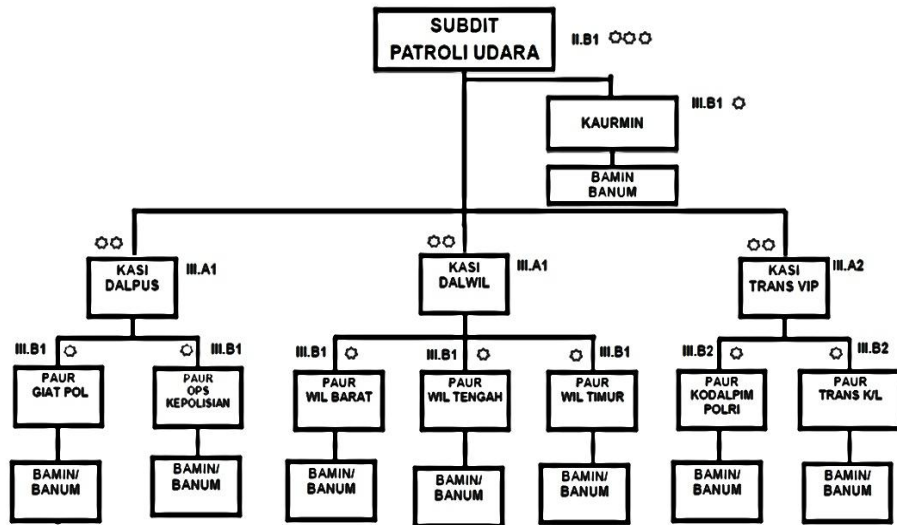 SUBDIT
PATROLI UDARA
II.B1
KAURMIN
III.B1
BAMIN
BANUM
KASI
DALPUS
III.A1
KASI
DALWIL
III.A1
KASI
TRANS VIP
III.A2
III.B1
III.B1
III.B1
III.B1
III.B1
III.B2
III.B2
PAUR
GIAT POL
PAUR
OPS
KEPOLISIAN
PAUR
WIL BARAT
PAUR
WIL TENGAH
PAUR
WIL TIMUR
PAUR
KODALPIM
POLRI
PAUR
TRANS K/L
BAMIN/
BANUM
BAMIN/
BANUM
BAMIN/
BANUM
BAMIN/
BANUM
BAMIN/
BANUM
BAMIN/
BANUM
BAMIN/
BANUM